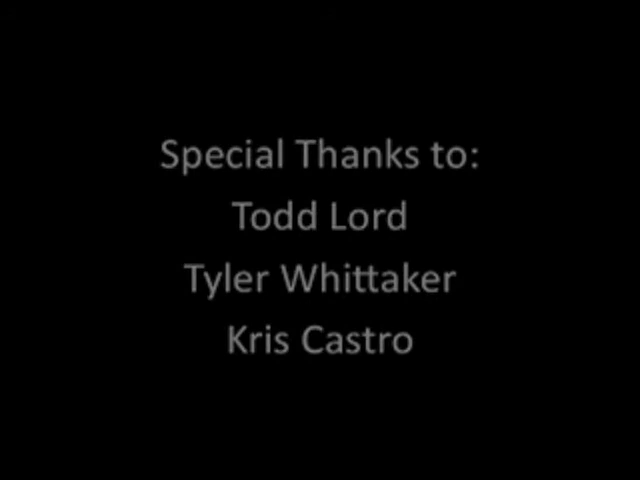 Special Thanks to:
Todd Lord
Tyler Whittaker
Kris Castro